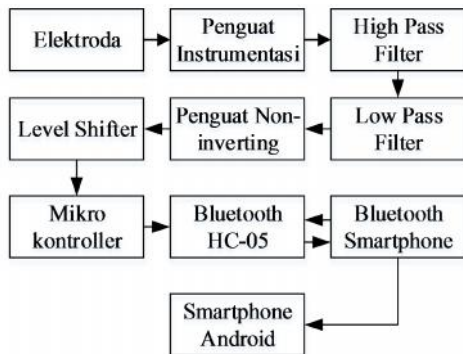 Elektroda
Penguat
Instrumentasi
High Pass
Filter
Level Shifter
Penguat Non-
inverting
Low Pass
Filter
Mikro
kontroller
Bluetooth
HC-05
Bluetooth
Smartphone
Smartphone
Android